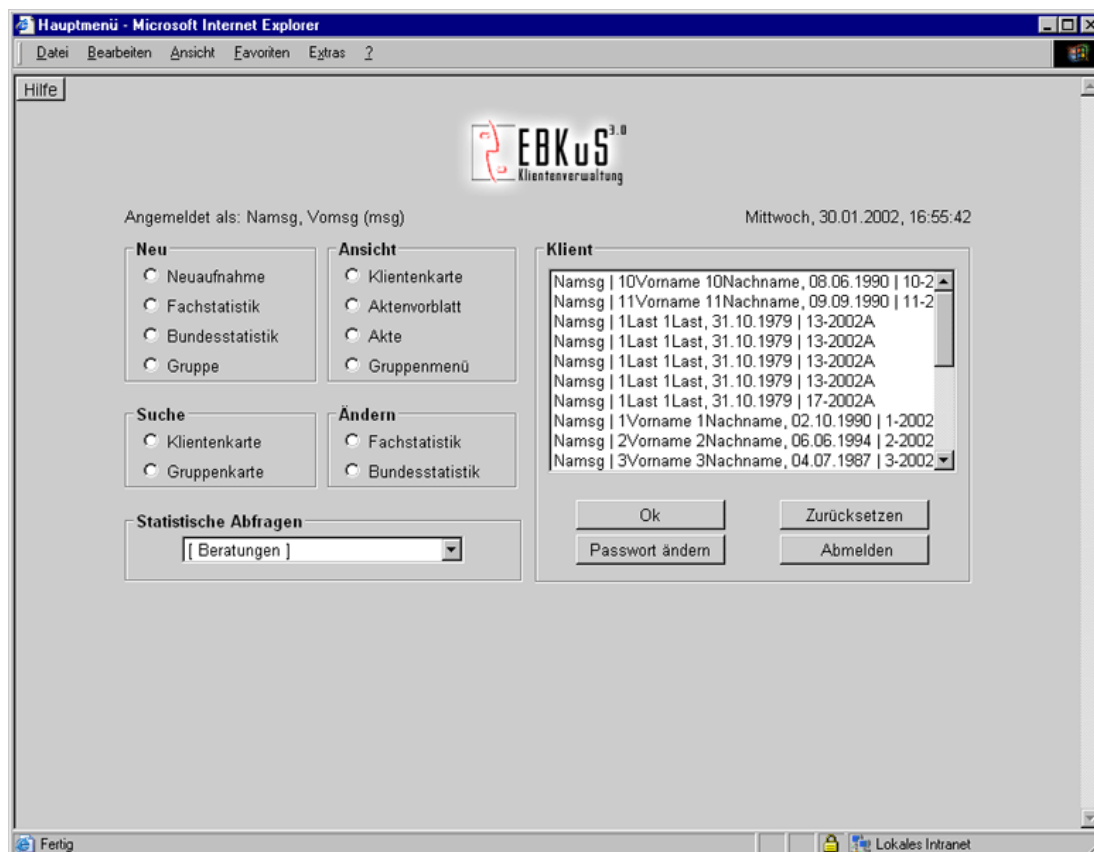 Hauptmenü - Microsoft Internet Explorer
Datei Bearbeiten Ansicht Favoriten Extras ?
Hilfe
EBKuS 3.0
Klientenverwaltung
Angemeldet als: Namsg, Vomsg (msg)
Mittwoch, 30.01.2002, 16:55:42
Neu
Neuaufnahme
Fachstatistik
Bundesstatistik
Gruppe
Ansicht
Klientenkarte
Aktenvorblatt
Akte
Gruppenmenü
Suche
Klientenkarte
Gruppenkarte
Ändern
Fachstatistik
Bundesstatistik
Statistische Abfragen
[ Beratungen ]
Klient
Namsg | 10Vorname 10Nachname, 08.06.1990 | 10-2
Namsg | 11Vorname 11Nachname, 09.09.1990 | 11-2
Namsg | 1Last 1Last, 31.10.1979 | 13-2002A
Namsg | 1Last 1Last, 31.10.1979 | 13-2002A
Namsg | 1Last 1Last, 31.10.1979 | 13-2002A
Namsg | 1Last 1Last, 31.10.1979 | 13-2002A
Namsg | 1Last 1Last, 31.10.1979 | 17-2002A
Namsg | 1Vorname 1Nachname, 02.10.1990 | 1-2002
Namsg | 2Vorname 2Nachname, 06.06.1994 | 2-2002
Namsg | 3Vorname 3Nachname, 04.07.1987 | 3-2002
Ok
Zurücksetzen
Passwort ändern
Abmelden
Fertig
Lokales Intranet